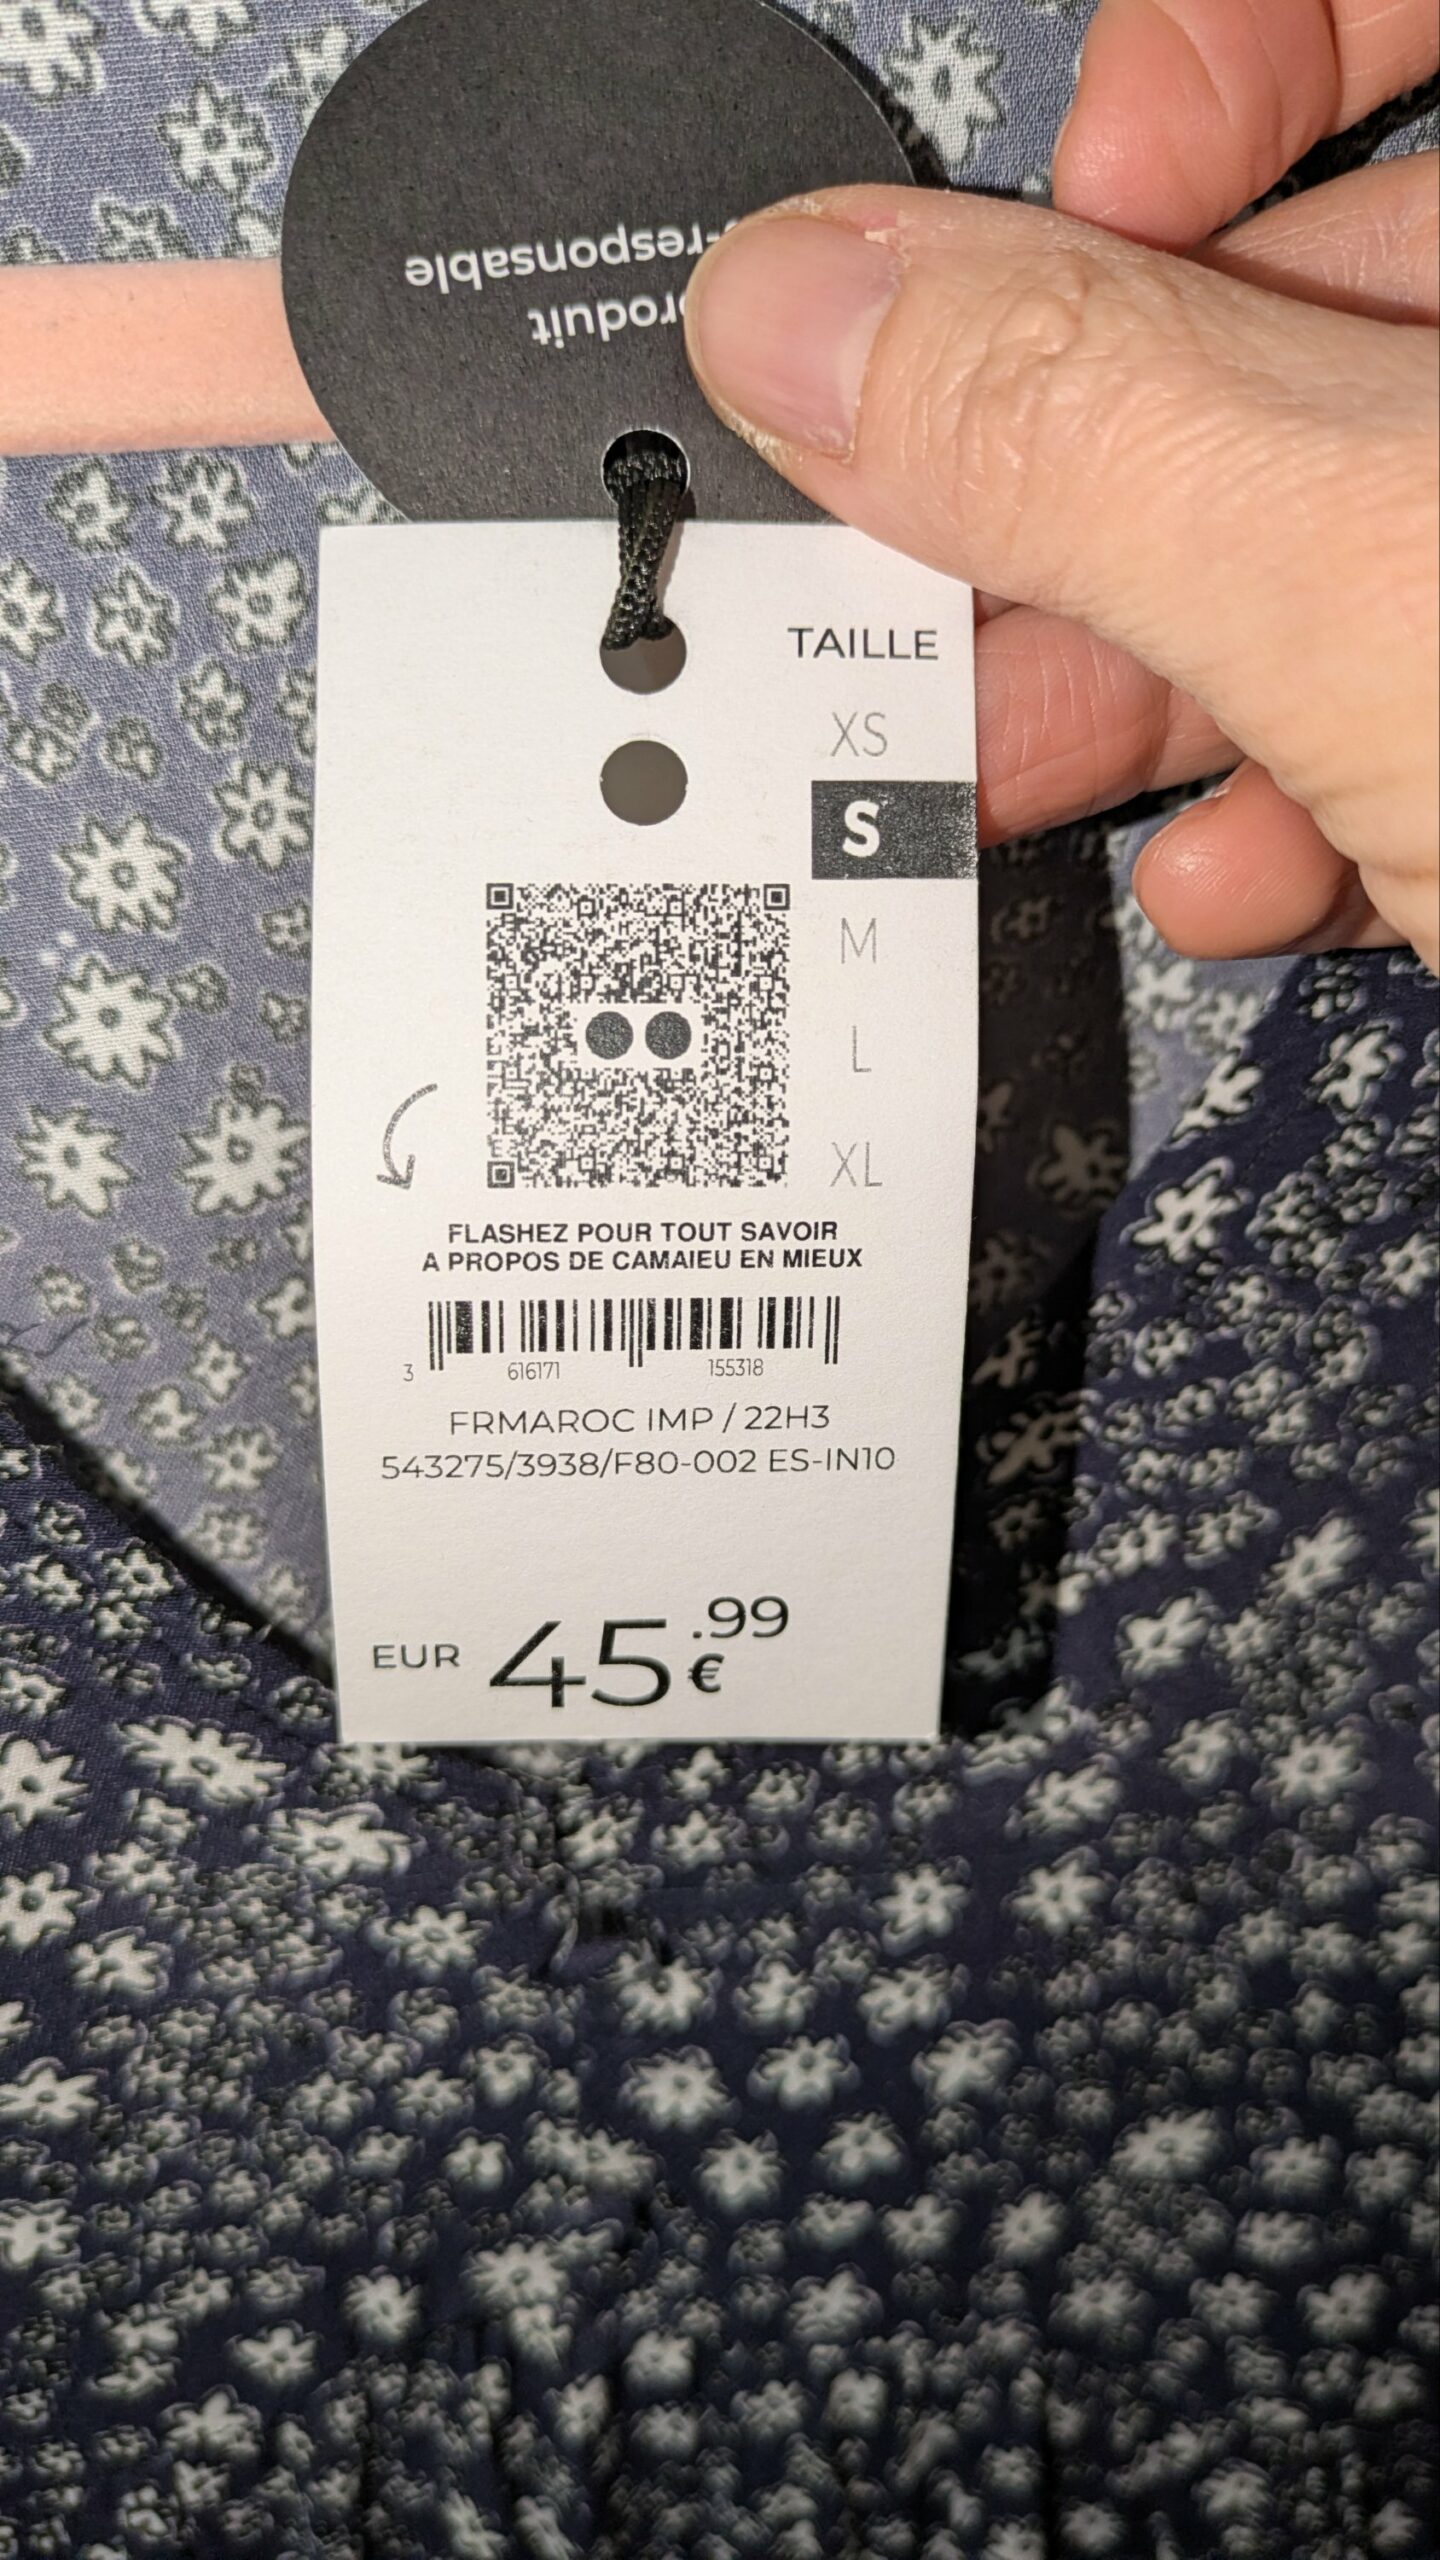 produit
-responsable
TAILLE
XS
S
M
L
XL
FLASHEZ POUR TOUT SAVOIR
A PROPOS DE CAMAIEU EN MIEUX
3 616171 155318
FRMAROC IMP / 22H3
543275/3938/F80-002 ES-IN10
EUR 45.99 €